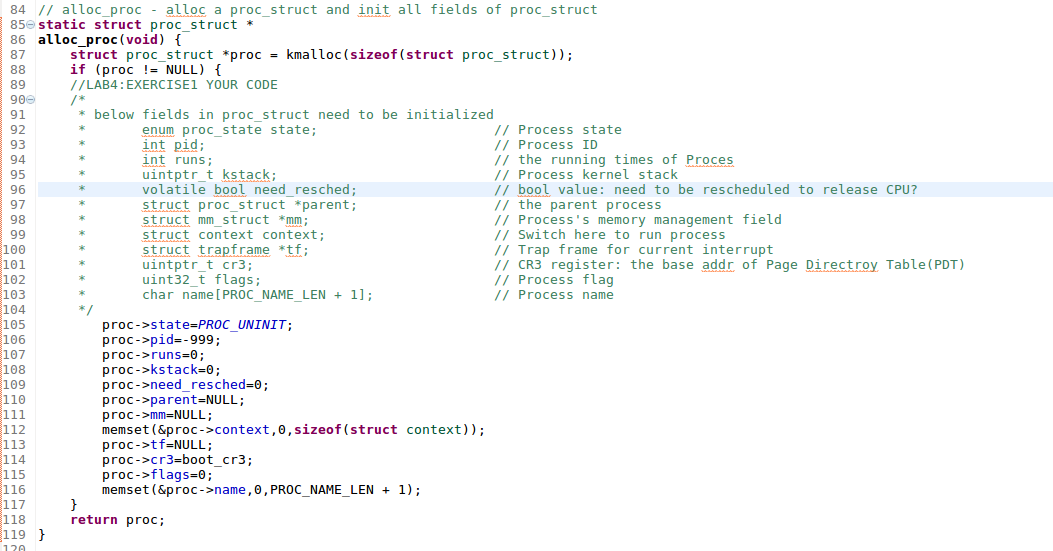 84 // alloc_proc - alloc a proc_struct and init all fields of proc_struct
85 static struct proc_struct *
86 alloc_proc(void) {
87     struct proc_struct *proc = kmalloc(sizeof(struct proc_struct));
88     if (proc != NULL) {
89     //LAB4:EXERCISE1 YOUR CODE
90     /*
91      * below fields in proc_struct need to be initialized
92      *       enum proc_state state;                      // Process state
93      *       int pid;                                    // Process ID
94      *       int runs;                                   // the running times of Proces
95      *       uintptr_t kstack;                           // Process kernel stack
96      *       volatile bool need_resched;                 // bool value: need to be rescheduled to release CPU?
97      *       struct proc_struct *parent;                 // the parent process
98      *       struct mm_struct *mm;                       // Process's memory management field
99      *       struct context context;                     // Switch here to run process
100      *       struct trapframe *tf;                       // Trap frame for current interrupt
101      *       uintptr_t cr3;                              // CR3 register: the base addr of Page Directroy Table(PDT)
102      *       uint32_t flags;                             // Process flag
103      *       char name[PROC_NAME_LEN + 1];               // Process name
104      */
105         proc->state=PROC_UNINIT;
106         proc->pid=-999;
107         proc->runs=0;
108         proc->kstack=0;
109         proc->need_resched=0;
110         proc->parent=NULL;
111         proc->mm=NULL;
112         memset(&proc->context,0,sizeof(struct context));
113         proc->tf=NULL;
114         proc->cr3=boot_cr3;
115         proc->flags=0;
116         memset(&proc->name,0,PROC_NAME_LEN + 1);
117     }
118     return proc;
119 }
120